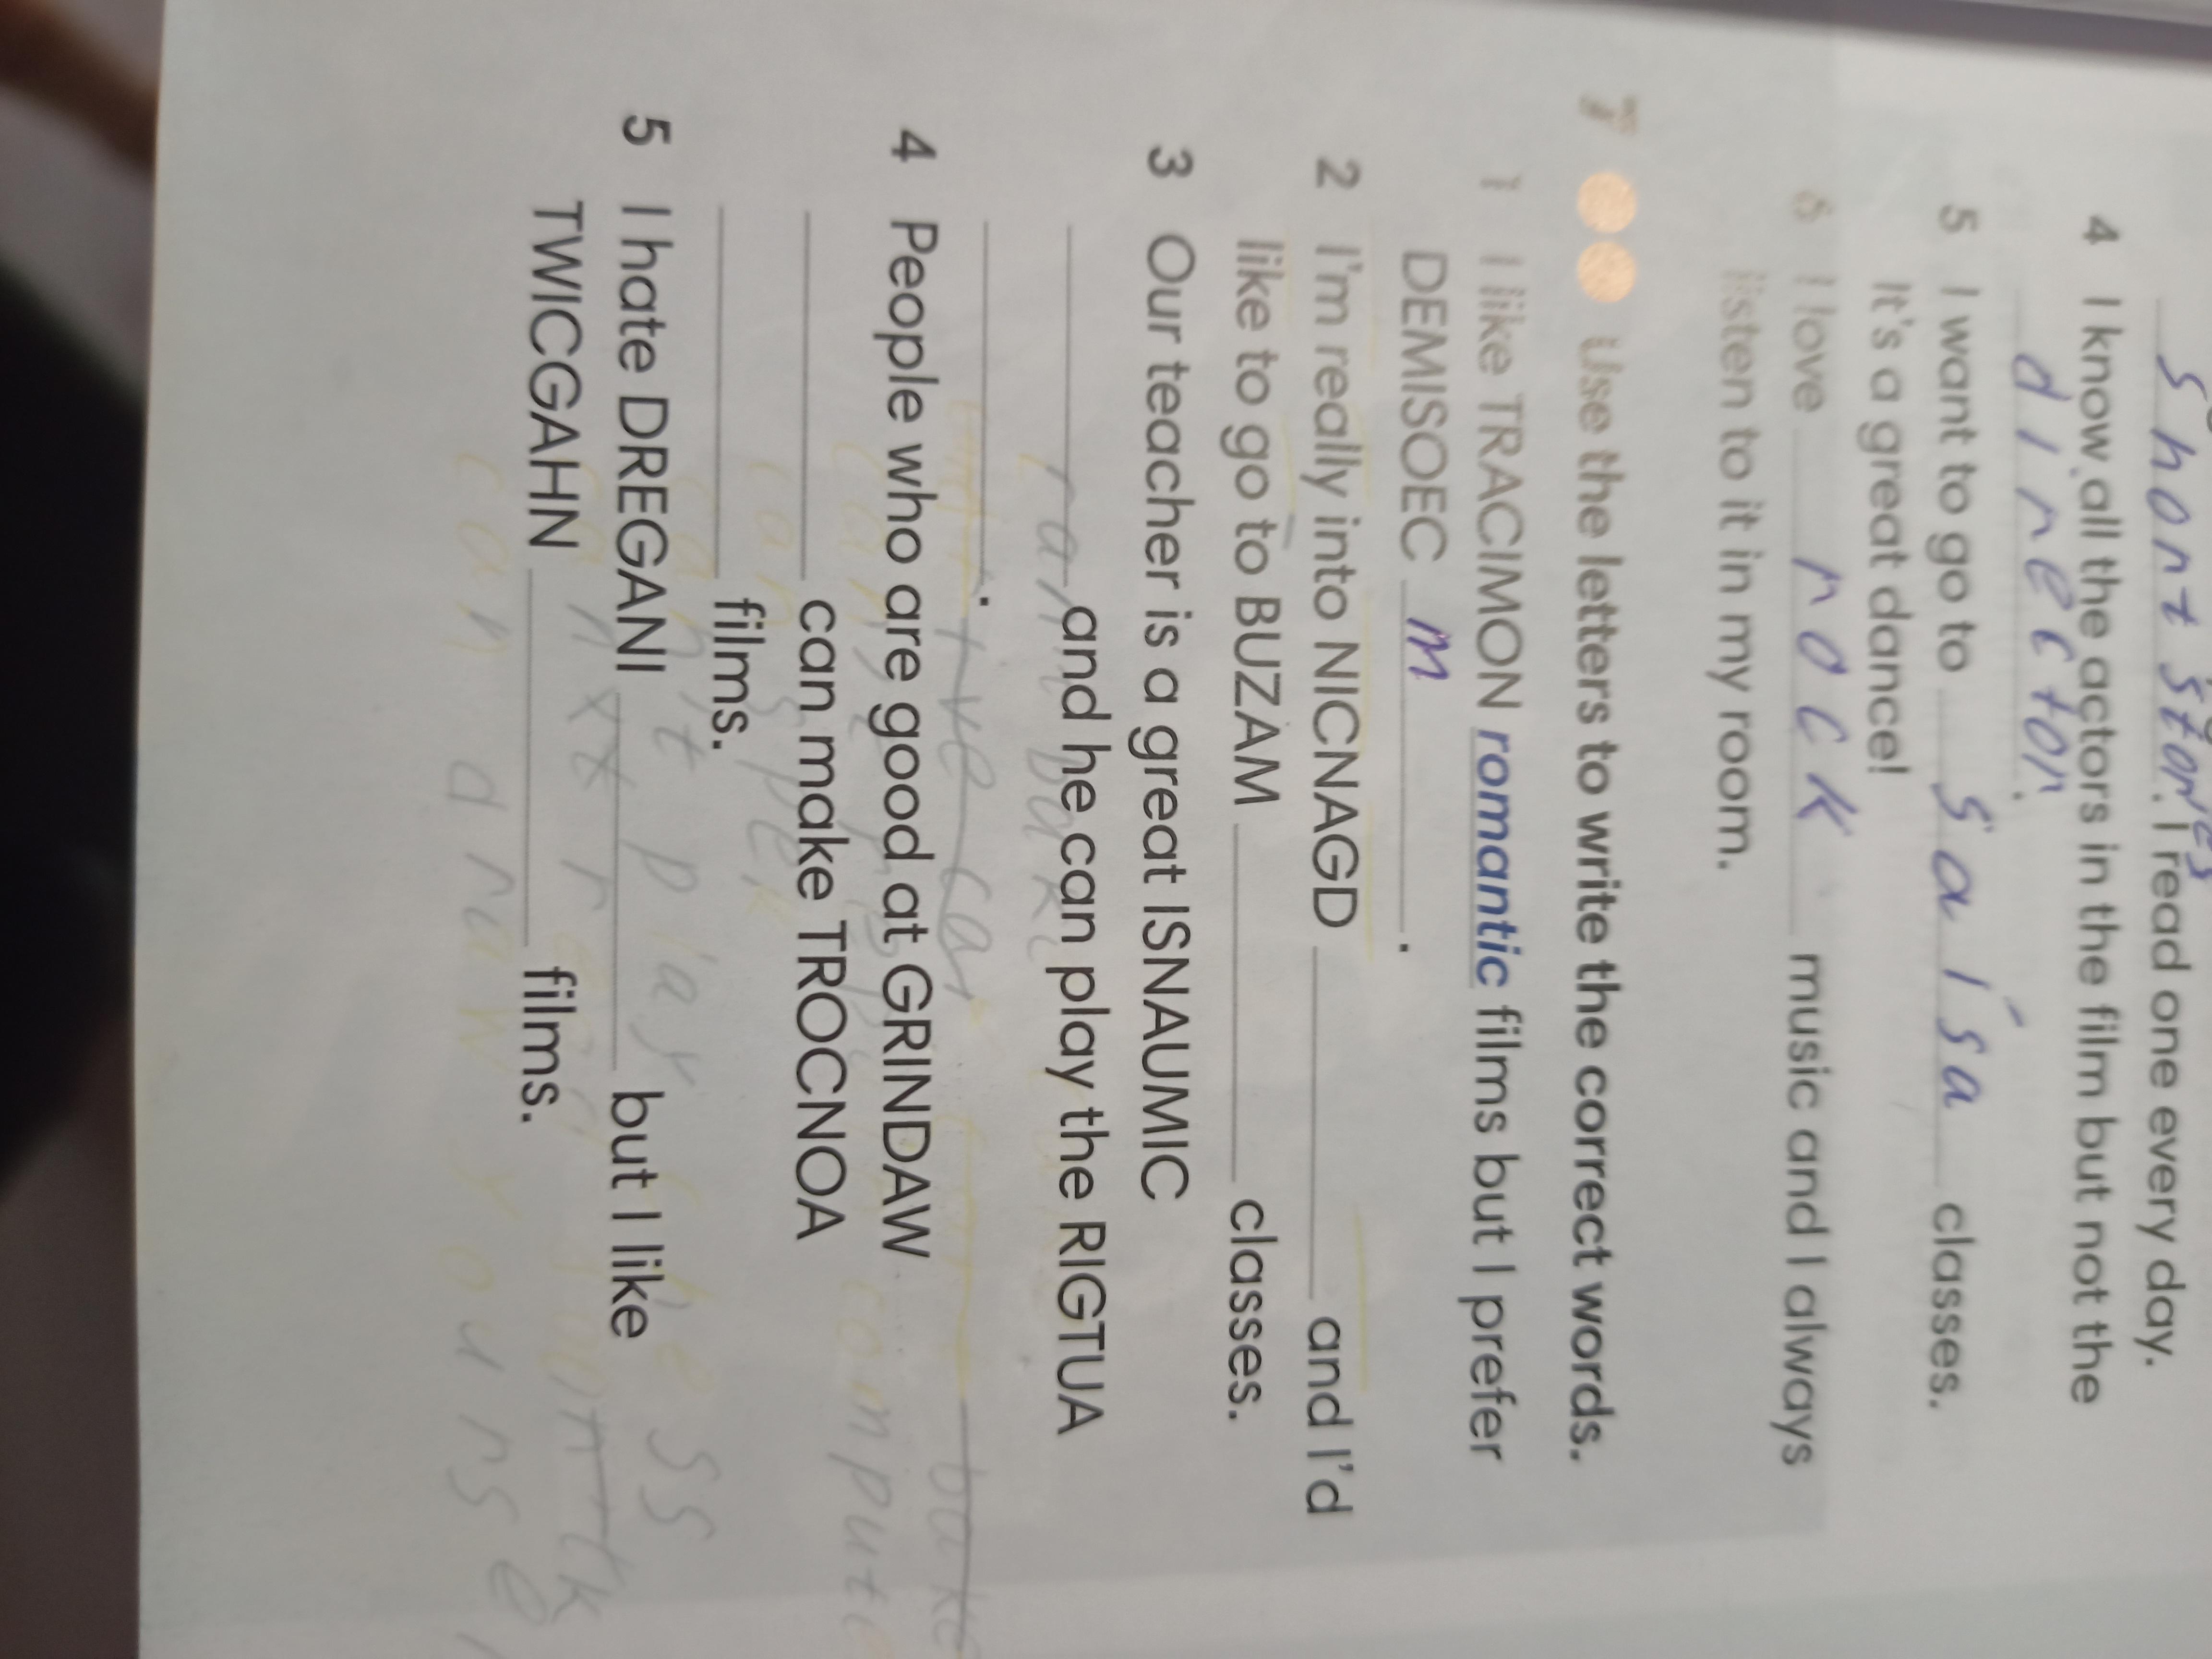 short stories. I read one every day.
4 I know all the actors in the film but not the
director.
5 I want to go to salsa classes.
It's a great dance!
6 I love rock music and I always
listen to it in my room.
7 Use the letters to write the correct words.
1 I like TRACIMON romantic films but I prefer
DEMISOEC m.
2 I'm really into NICNAGD and I'd
like to go to BUZAM classes.
3 Our teacher is a great ISNAUMIC
and he can play the RIGTUA
.
4 People who are good at GRINDAW
can make TROCNOA
films.
5 I hate DREGANI but I like
TWICGAHN films.